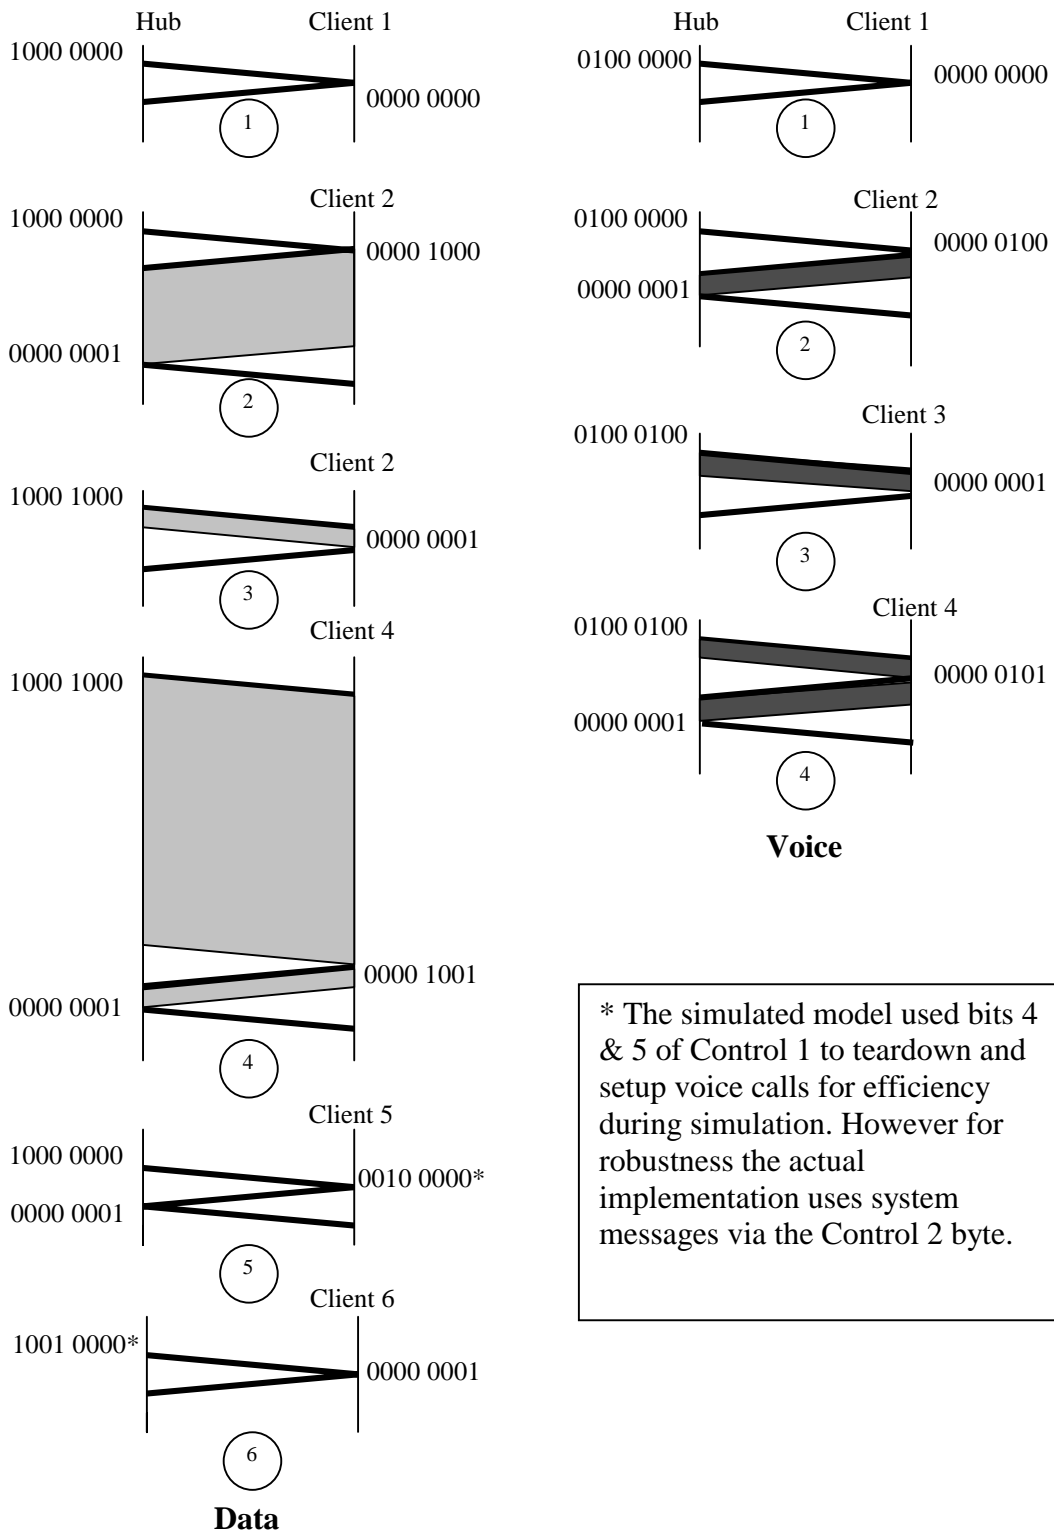 Hub
Client 1
1000 0000
0000 0000
1
Client 2
1000 0000
0000 1000
0000 0001
2
Client 2
1000 1000
0000 0001
3
Client 4
1000 1000
0000 1001
0000 0001
4
Client 5
1000 0000
0010 0000*
0000 0001
5
Client 6
1001 0000*
0000 0001
6
Data
Hub
Client 1
0100 0000
0000 0000
1
Client 2
0100 0000
0000 0100
0000 0001
2
Client 3
0100 0100
0000 0001
3
Client 4
0100 0100
0000 0101
0000 0001
4
Voice
* The simulated model used bits 4
& 5 of Control 1 to teardown and
setup voice calls for efficiency
during simulation. However for
robustness the actual
implementation uses system
messages via the Control 2 byte.